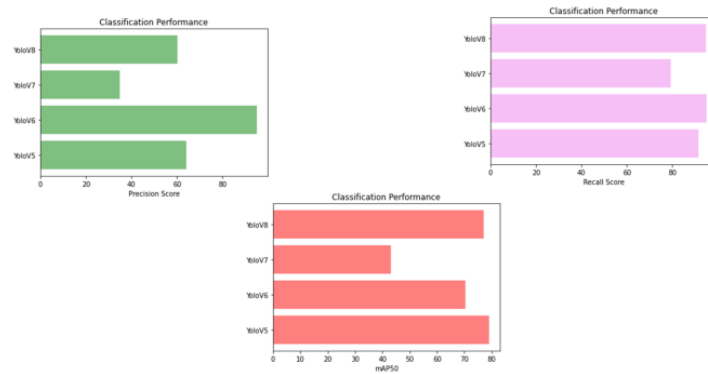 Classification Performance
YoloV8
YoloV7
YoloV6
YoloV5
0 20 40 60 80
Precision Score
Classification Performance
YoloV8
YoloV7
YoloV6
YoloV5
0 20 40 60 80
Recall Score
Classification Performance
YoloV8
YoloV7
YoloV6
YoloV5
0 10 20 30 40 50 60 70 80
mAP50